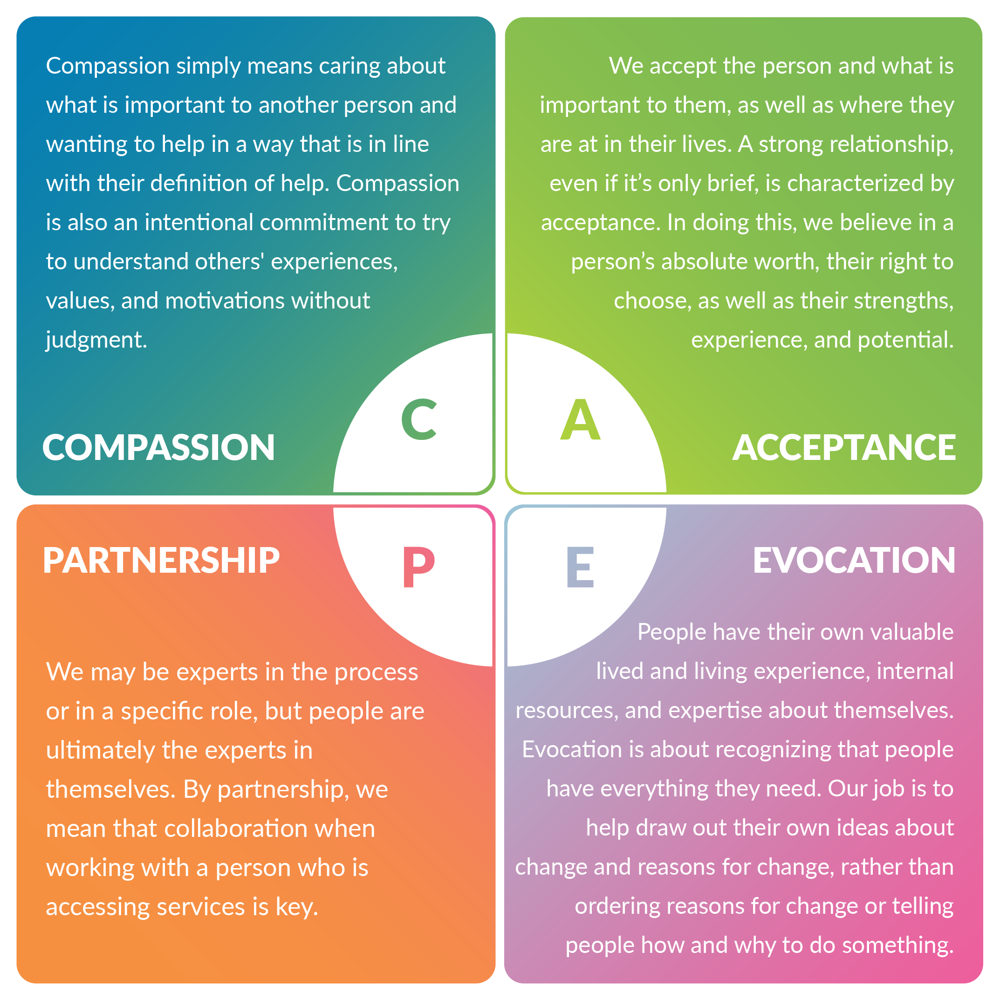 Compassion simply means caring about
what is important to another person and
wanting to help in a way that is in line
with their definition of help. Compassion
is also an intentional commitment to try
to understand others' experiences,
values, and motivations without
judgment.
C
COMPASSION
We accept the person and what is
important to them, as well as where they
are at in their lives. A strong relationship,
even if it’s only brief, is characterized by
acceptance. In doing this, we believe in a
person’s absolute worth, their right to
choose, as well as their strengths,
experience, and potential.
A
ACCEPTANCE
PARTNERSHIP
P
We may be experts in the process
or in a specific role, but people are
ultimately the experts in
themselves. By partnership, we
mean that collaboration when
working with a person who is
accessing services is key.
E
EVOCATION
People have their own valuable
lived and living experience, internal
resources, and expertise about themselves.
Evocation is about recognizing that people
have everything they need. Our job is to
help draw out their own ideas about
change and reasons for change, rather than
ordering reasons for change or telling
people how and why to do something.